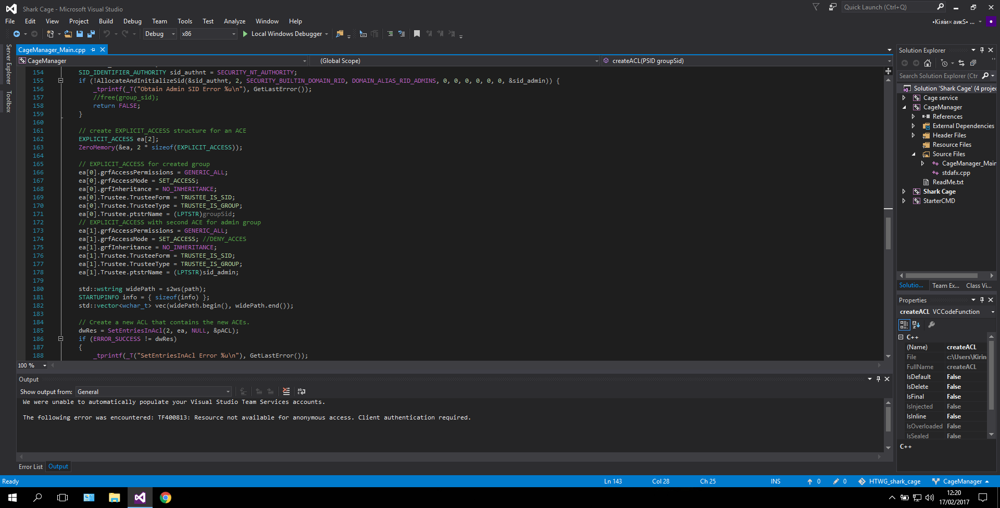 Shark Cage - Microsoft Visual Studio
Quick Launch (Ctrl+Q)
File Edit View Project Build Debug Team Tools Test Analyze Window Help
Debug x86 Local Windows Debugger
Server Explorer
Toolbox
CageManager_Main.cpp
CageManager (Global Scope) createACL(PSID groupSid)
154 SID_IDENTIFIER_AUTHORITY sid_authnt = SECURITY_NT_AUTHORITY;
155 if (!AllocateAndInitializeSid(&sid_authnt, 2, SECURITY_BUILTIN_DOMAIN_RID, DOMAIN_ALIAS_RID_ADMINS, 0, 0, 0, 0, 0, 0, &sid_admin)) {
156 _tprintf(_T("Obtain Admin SID Error %u\n"), GetLastError());
157 //free(group_sid);
158 return FALSE;
159 }
160
161 // create EXPLICIT_ACCESS structure for an ACE
162 EXPLICIT_ACCESS ea[2];
163 ZeroMemory(&ea, 2 * sizeof(EXPLICIT_ACCESS));
164
165 // EXPLICIT_ACCESS for created group
166 ea[0].grfAccessPermissions = GENERIC_ALL;
167 ea[0].grfAccessMode = SET_ACCESS;
168 ea[0].grfInheritance = NO_INHERITANCE;
169 ea[0].Trustee.TrusteeForm = TRUSTEE_IS_SID;
170 ea[0].Trustee.TrusteeType = TRUSTEE_IS_GROUP;
171 ea[0].Trustee.ptstrName = (LPTSTR)groupSid;
172 // EXPLICIT_ACCESS with second ACE for admin group
173 ea[1].grfAccessPermissions = GENERIC_ALL;
174 ea[1].grfAccessMode = SET_ACCESS; //DENY_ACCES
175 ea[1].grfInheritance = NO_INHERITANCE;
176 ea[1].Trustee.TrusteeForm = TRUSTEE_IS_SID;
177 ea[1].Trustee.TrusteeType = TRUSTEE_IS_GROUP;
178 ea[1].Trustee.ptstrName = (LPTSTR)sid_admin;
179
180 std::wstring widePath = s2ws(path);
181 STARTUPINFO info = { sizeof(info) };
182 std::vector<wchar_t> vec(widePath.begin(), widePath.end());
183
184 // Create a new ACL that contains the new ACEs.
185 dwRes = SetEntriesInAcl(2, ea, NULL, &pACL);
186 if (ERROR_SUCCESS != dwRes)
187 {
188 _tprintf(_T("SetEntriesInAcl Error %u\n"), GetLastError());
100 %
Output
Show output from: General
We were unable to automatically populate your Visual Studio Team Services accounts.
The following error was encountered: TF400813: Resource not available for anonymous access. Client authentication required.
Error List Output
Solution Explorer
Search Solution Explorer (Ctr
Solution 'Shark Cage' (4 projec
Cage service
CageManager
References
External Dependencies
Header Files
Resource Files
Source Files
CageManager_Main
stdafx.cpp
ReadMe.txt
Shark Cage
StarterCMD
Solutio... Team Ex... Class Vi...
Properties
createACL VCCodeFunction
C++
(Name) createACL
File c:\Users\Kirin
FullName createACL
IsDefault False
IsDelete False
IsFinal False
IsInjected False
IsInline False
IsOverloaded False
IsSealed False
C++
Ready Ln 143 Col 28 Ch 25 INS 0 0 HTWG_shark_cage CageManager
12:20
17/02/2017